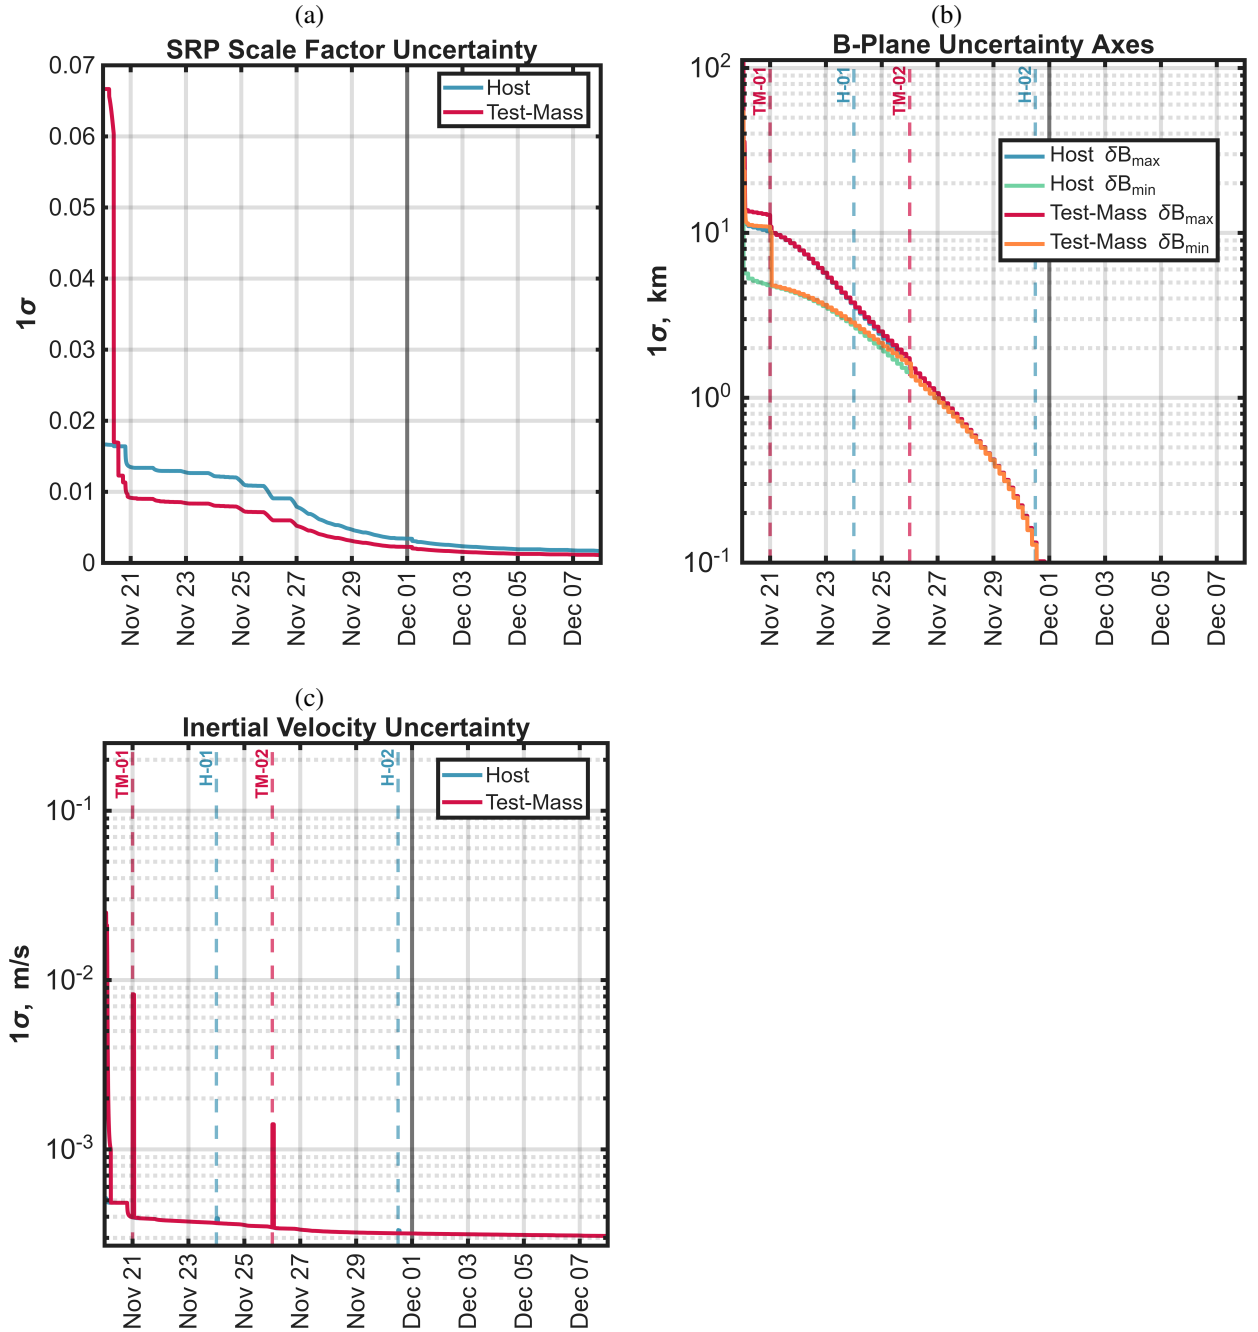 (a)
SRP Scale Factor Uncertainty
0.07
0.06
0.05
0.04
0.03
0.02
0.01
0
1σ
Host
Test-Mass
Nov 21
Nov 23
Nov 25
Nov 27
Nov 29
Dec 01
Dec 03
Dec 05
Dec 07
(b)
B-Plane Uncertainty Axes
10^2
10^1
10^0
10^-1
1σ, km
TM-01
H-01
TM-02
H-02
Host δB_max
Host δB_min
Test-Mass δB_max
Test-Mass δB_min
Nov 21
Nov 23
Nov 25
Nov 27
Nov 29
Dec 01
Dec 03
Dec 05
Dec 07
(c)
Inertial Velocity Uncertainty
10^-1
10^-2
10^-3
1σ, m/s
TM-01
H-01
TM-02
H-02
Host
Test-Mass
Nov 21
Nov 23
Nov 25
Nov 27
Nov 29
Dec 01
Dec 03
Dec 05
Dec 07